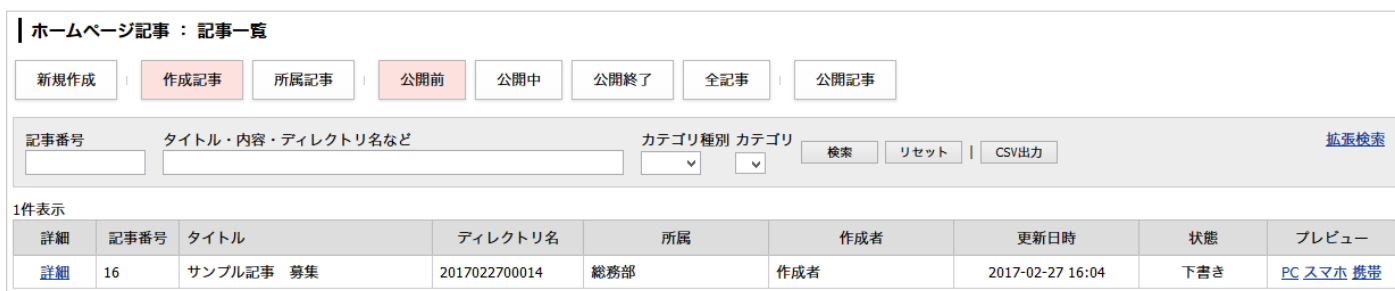 ホームページ記事 ： 記事一覧
新規作成 作成記事 所属記事 公開前 公開中 公開終了 全記事 公開記事
記事番号 タイトル・内容・ディレクトリ名など カテゴリ種別 カテゴリ 検索 リセット | CSV出力 拡張検索
1件表示
詳細 記事番号 タイトル ディレクトリ名 所属 作成者 更新日時 状態 プレビュー
詳細 16 サンプル記事　募集 2017022700014 総務部 作成者 2017-02-27 16:04 下書き PC スマホ 携帯